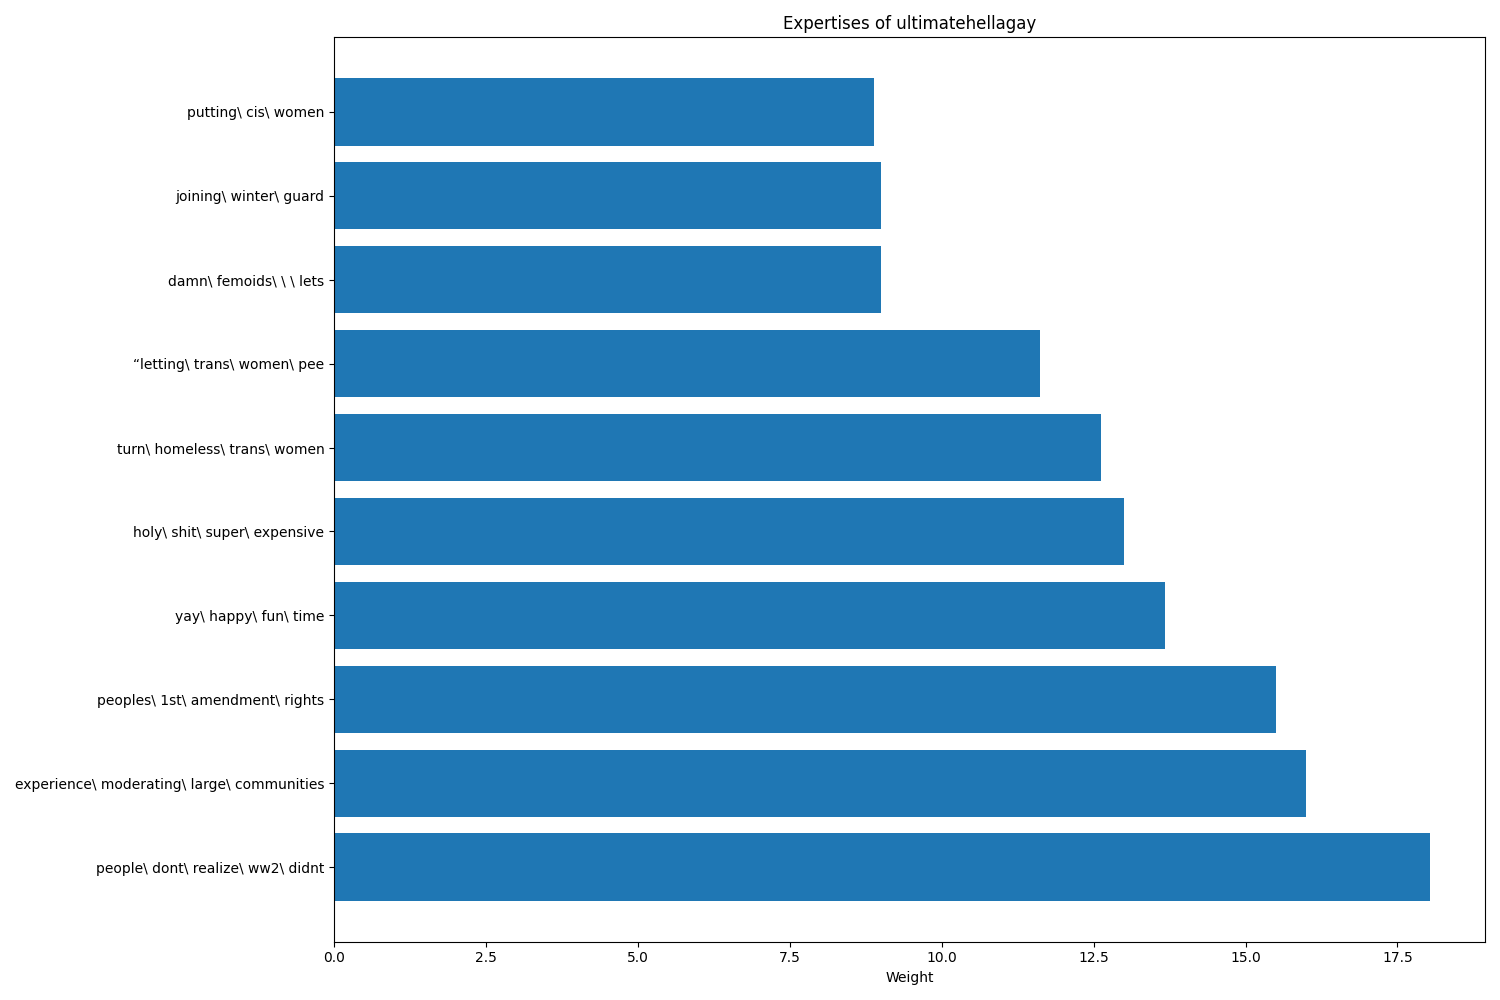 Expertises of ultimatehellagay
putting\ cis\ women
joining\ winter\ guard
damn\ femoids\ \ \ lets
“letting\ trans\ women\ pee
turn\ homeless\ trans\ women
holy\ shit\ super\ expensive
yay\ happy\ fun\ time
peoples\ 1st\ amendment\ rights
experience\ moderating\ large\ communities
people\ dont\ realize\ ww2\ didnt
0.0 2.5 5.0 7.5 10.0 12.5 15.0 17.5
Weight